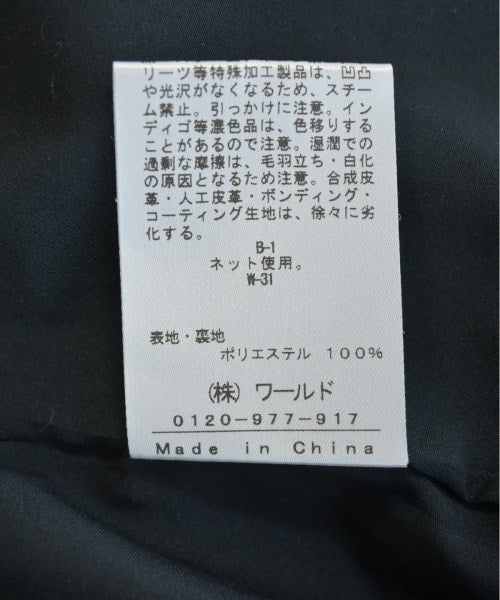 リーツ等特殊加工製品は、凹凸
や光沢がなくなるため、スチー
ム禁止。引っかけに注意。イン
ディゴ等濃色品は、色移りする
ことがあるので注意。湿潤での
過剰な摩擦は、毛羽立ち・白化
の原因となるため注意。合成皮
革・人工皮革・ボンディング・
コーティング生地は、徐々に劣
化する。
B-1
ネット使用。
W-31
表地・裏地
ポリエステル 100%
(株) ワールド
0120-977-917
Made in China